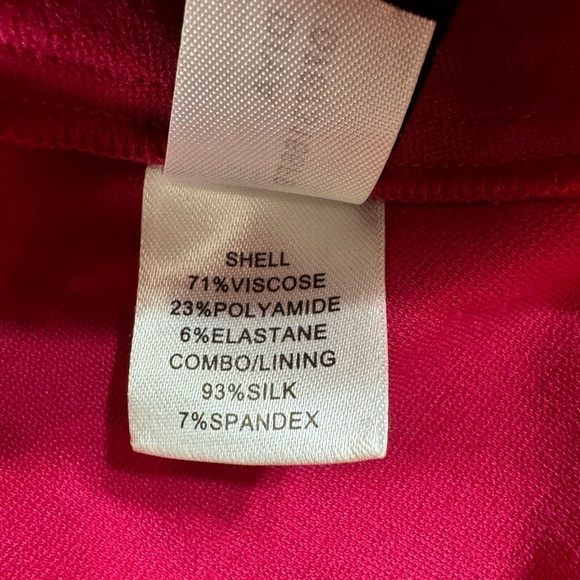 SHELL
71%VISCOSE
23%POLYAMIDE
6%ELASTANE
COMBO/LINING
93%SILK
7%SPANDEX